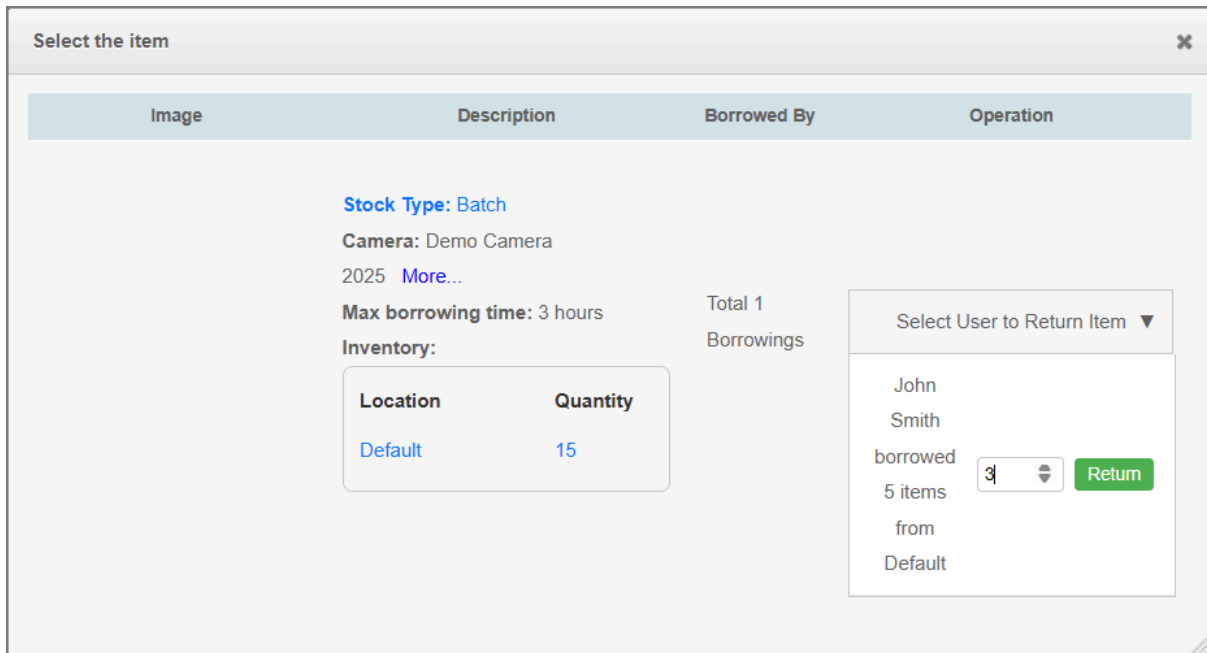 Select the item
Image Description Borrowed By Operation
Stock Type: Batch
Camera: Demo Camera
2025 More...
Max borrowing time: 3 hours
Inventory:
Location Quantity
Default 15
Total 1
Borrowings
Select User to Return Item ▼
John
Smith
borrowed
5 items
from
Default
3
Return